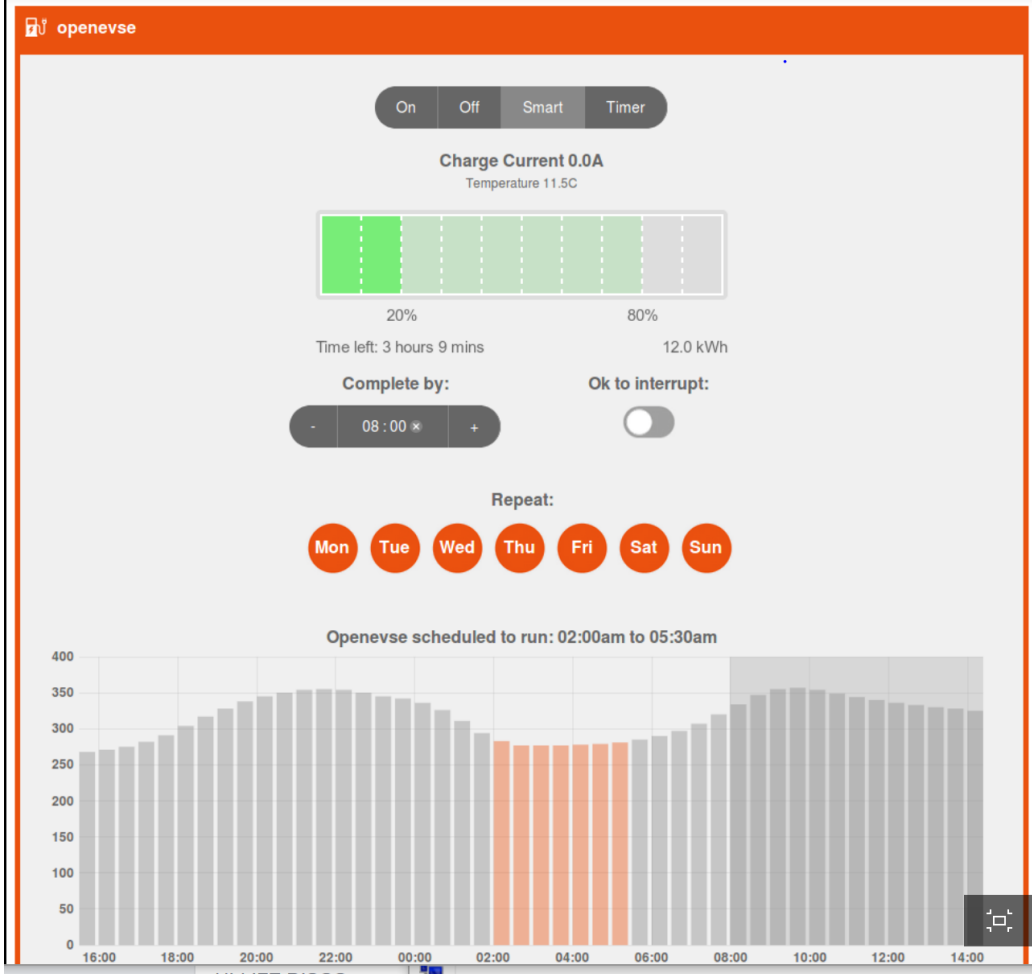 openevse
On Off Smart Timer
Charge Current 0.0A
Temperature 11.5C
20% 80%
Time left: 3 hours 9 mins 12.0 kWh
Complete by: Ok to interrupt:
- 08 : 00 +
Repeat:
Mon Tue Wed Thu Fri Sat Sun
Openevse scheduled to run: 02:00am to 05:30am
400
350
300
250
200
150
100
50
0
16:00 18:00 20:00 22:00 00:00 02:00 04:00 06:00 08:00 10:00 12:00 14:00